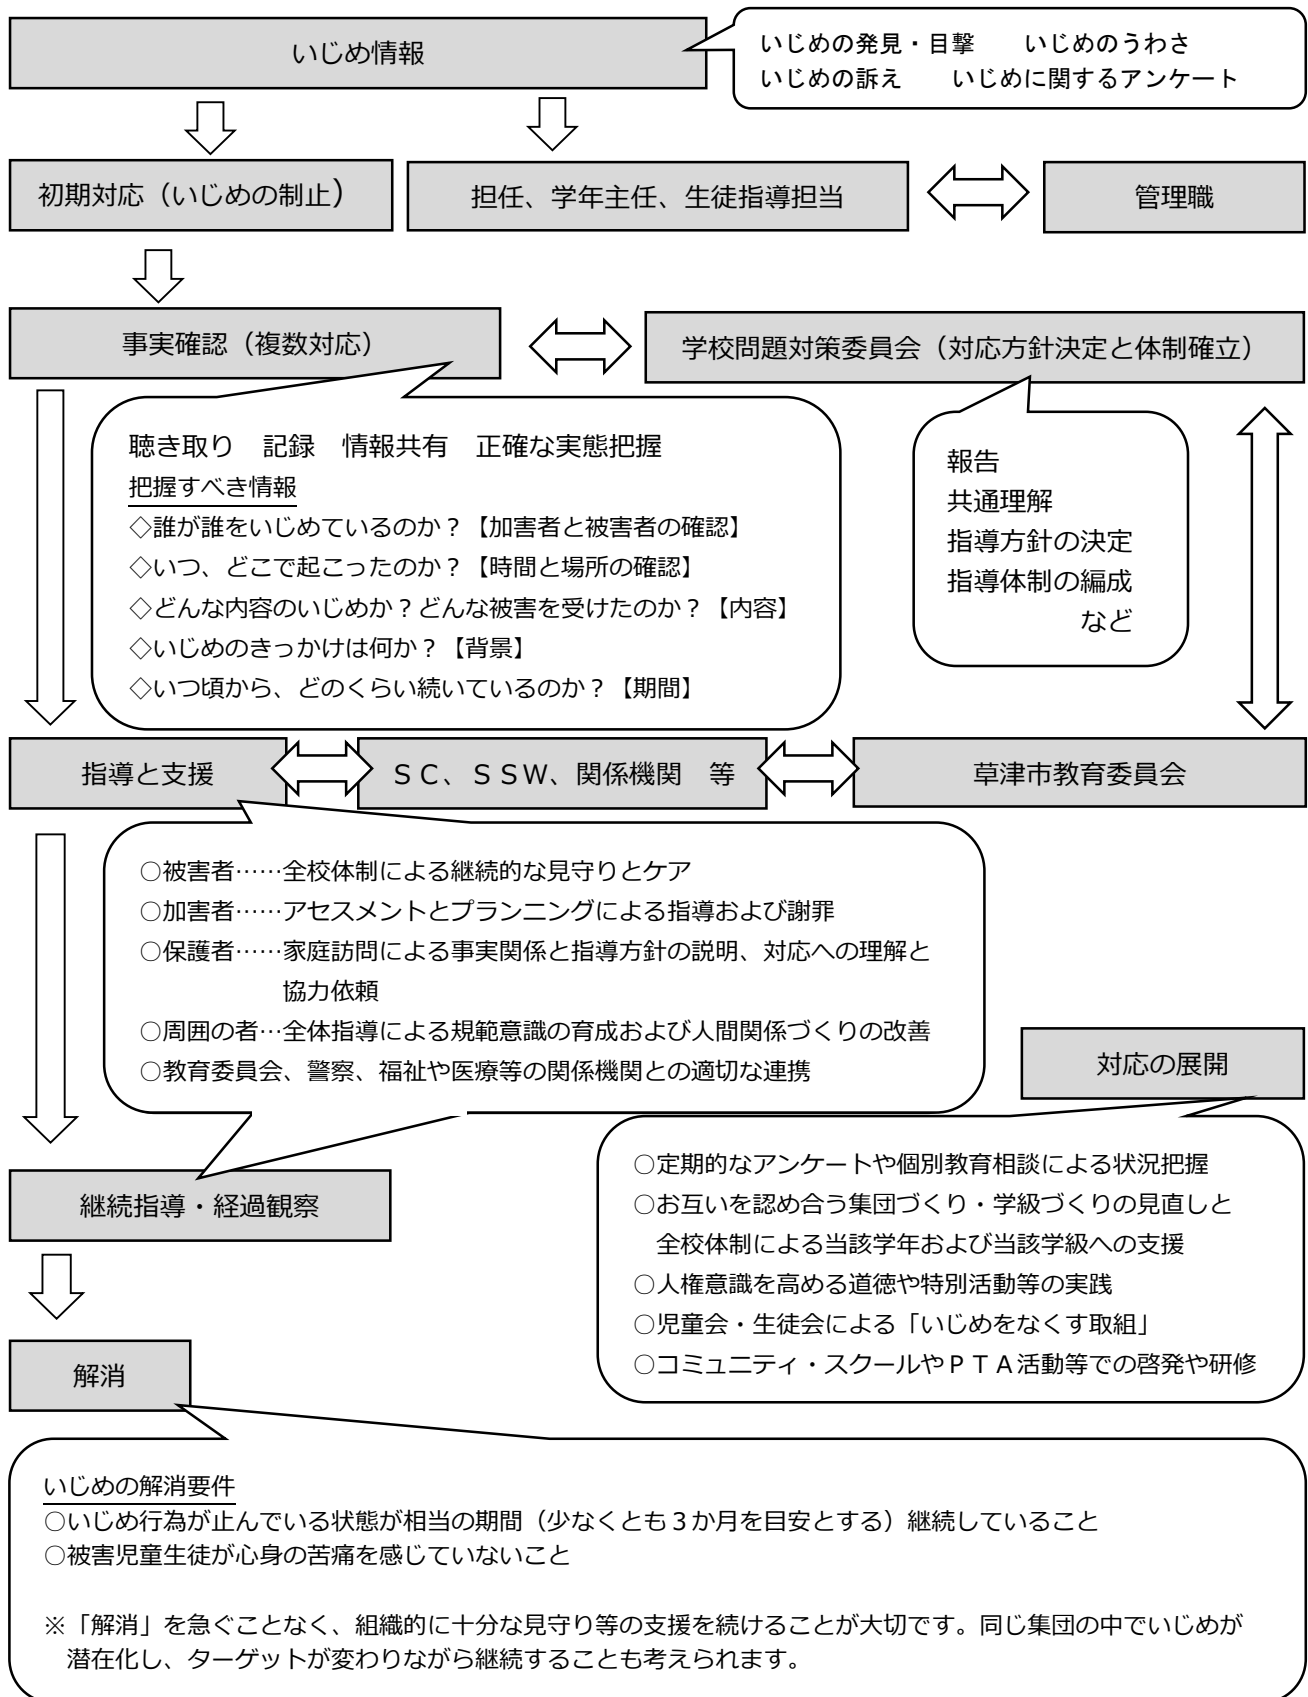 いじめ情報
いじめの発見・目撃　　いじめのうわさ
いじめの訴え　　いじめに関するアンケート
初期対応（いじめの制止）
担任、学年主任、生徒指導担当
管理職
事実確認（複数対応）
学校問題対策委員会（対応方針決定と体制確立）
聴き取り　記録　情報共有　正確な実態把握
把握すべき情報
◇誰が誰をいじめているのか？【加害者と被害者の確認】
◇いつ、どこで起こったのか？【時間と場所の確認】
◇どんな内容のいじめか？どんな被害を受けたのか？【内容】
◇いじめのきっかけは何か？【背景】
◇いつ頃から、どのくらい続いているのか？【期間】
報告
共通理解
指導方針の決定
指導体制の編成
など
指導と支援
ＳＣ、ＳＳＷ、関係機関　等
草津市教育委員会
○被害者……全校体制による継続的な見守りとケア
○加害者……アセスメントとプランニングによる指導および謝罪
○保護者……家庭訪問による事実関係と指導方針の説明、対応への理解と
協力依頼
○周囲の者…全体指導による規範意識の育成および人間関係づくりの改善
○教育委員会、警察、福祉や医療等の関係機関との適切な連携
対応の展開
○定期的なアンケートや個別教育相談による状況把握
○お互いを認め合う集団づくり・学級づくりの見直しと
全校体制による当該学年および当該学級への支援
○人権意識を高める道徳や特別活動等の実践
○児童会・生徒会による「いじめをなくす取組」
○コミュニティ・スクールやＰＴＡ活動等での啓発や研修
継続指導・経過観察
解消
いじめの解消要件
○いじめ行為が止んでいる状態が相当の期間（少なくとも３か月を目安とする）継続していること
○被害児童生徒が心身の苦痛を感じていないこと
※「解消」を急ぐことなく、組織的に十分な見守り等の支援を続けることが大切です。同じ集団の中でいじめが
潜在化し、ターゲットが変わりながら継続することも考えられます。